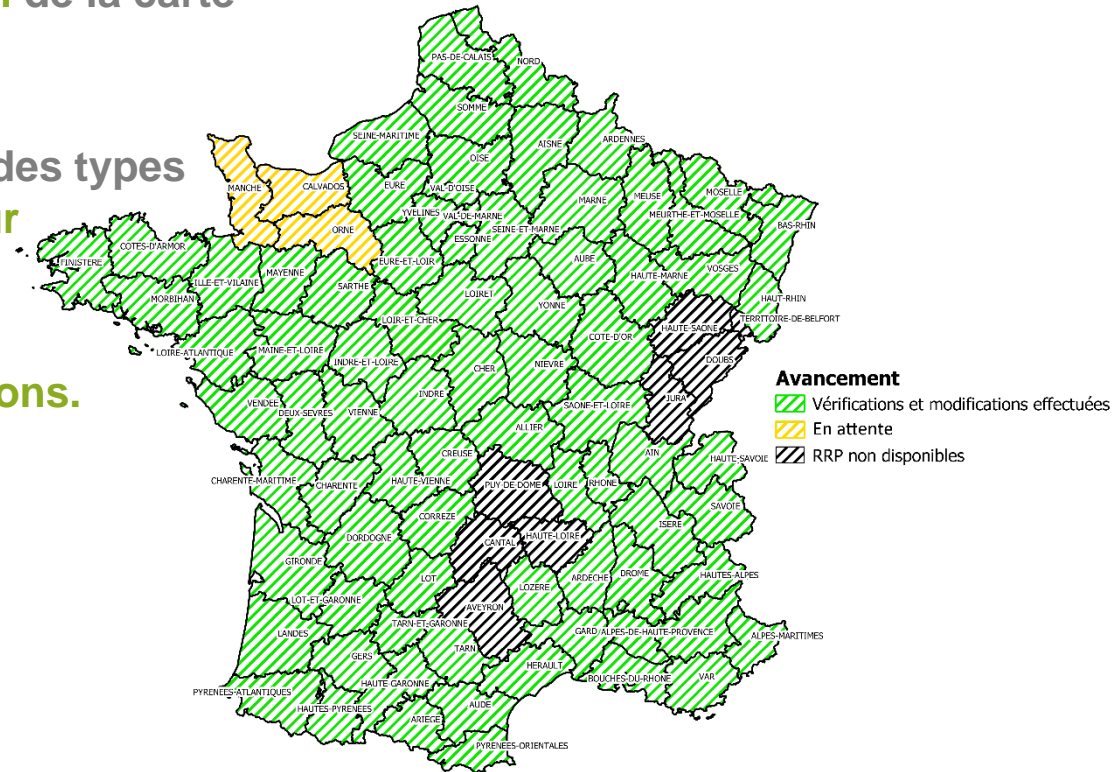 de la carte
des types
ons.
PAS-DE-CALAIS
NORD
SOMME
SEINE-MARITIME
AISNE
ARDENNES
OISE
MANCHE
CALVADOS
EURE
VAL-D'OISE
MOSELLE
MEUSE
MARNE
MEURTHE-ET-MOSELLE
BAS-RHIN
YVELINES
VAL-DE-MARNE
SEINE-ET-MARNE
ORNE
ESSONNE
COTES-D'ARMOR
FINISTERE
EURE-ET-LOIR
AUBE
VOSGES
ILLE-ET-VILAINE
MAYENNE
HAUTE-MARNE
SARTHE
MORBIHAN
LOIRET
HAUT-RHIN
YONNE
TERRITOIRE-DE-BELFORT
LOIR-ET-CHER
HAUTE-SAONE
COTE-D'OR
LOIRE-ATLANTIQUE
MAINE-ET-LOIRE
INDRE-ET-LOIRE
DOUBS
NIEVRE
CHER
INDRE
JURA
VENDEE
DEUX-SEVRES
VIENNE
SAONE-ET-LOIRE
ALLIER
CREUSE
AIN
HAUTE-SAVOIE
CHARENTE-MARITIME
CHARENTE
HAUTE-VIENNE
PUY-DE-DOME
LOIRE
RHONE
SAVOIE
CORREZE
ISERE
DORDOGNE
CANTAL
HAUTE-LOIRE
GIRONDE
LOT
LOZERE
ARDECHE
DROME
HAUTES-ALPES
LOT-ET-GARONNE
AVEYRON
TARN-ET-GARONNE
LANDES
GARD
ALPES-DE-HAUTE-PROVENCE
ALPES-MARITIMES
TARN
GERS
HERAULT
BOUCHES-DU-RHONE
VAR
HAUTE-GARONNE
PYRENEES-ATLANTIQUES
HAUTES-PYRENEES
AUDE
ARIEGE
PYRENEES-ORIENTALES
Avancement
Vérifications et modifications effectuées
En attente
RRP non disponibles